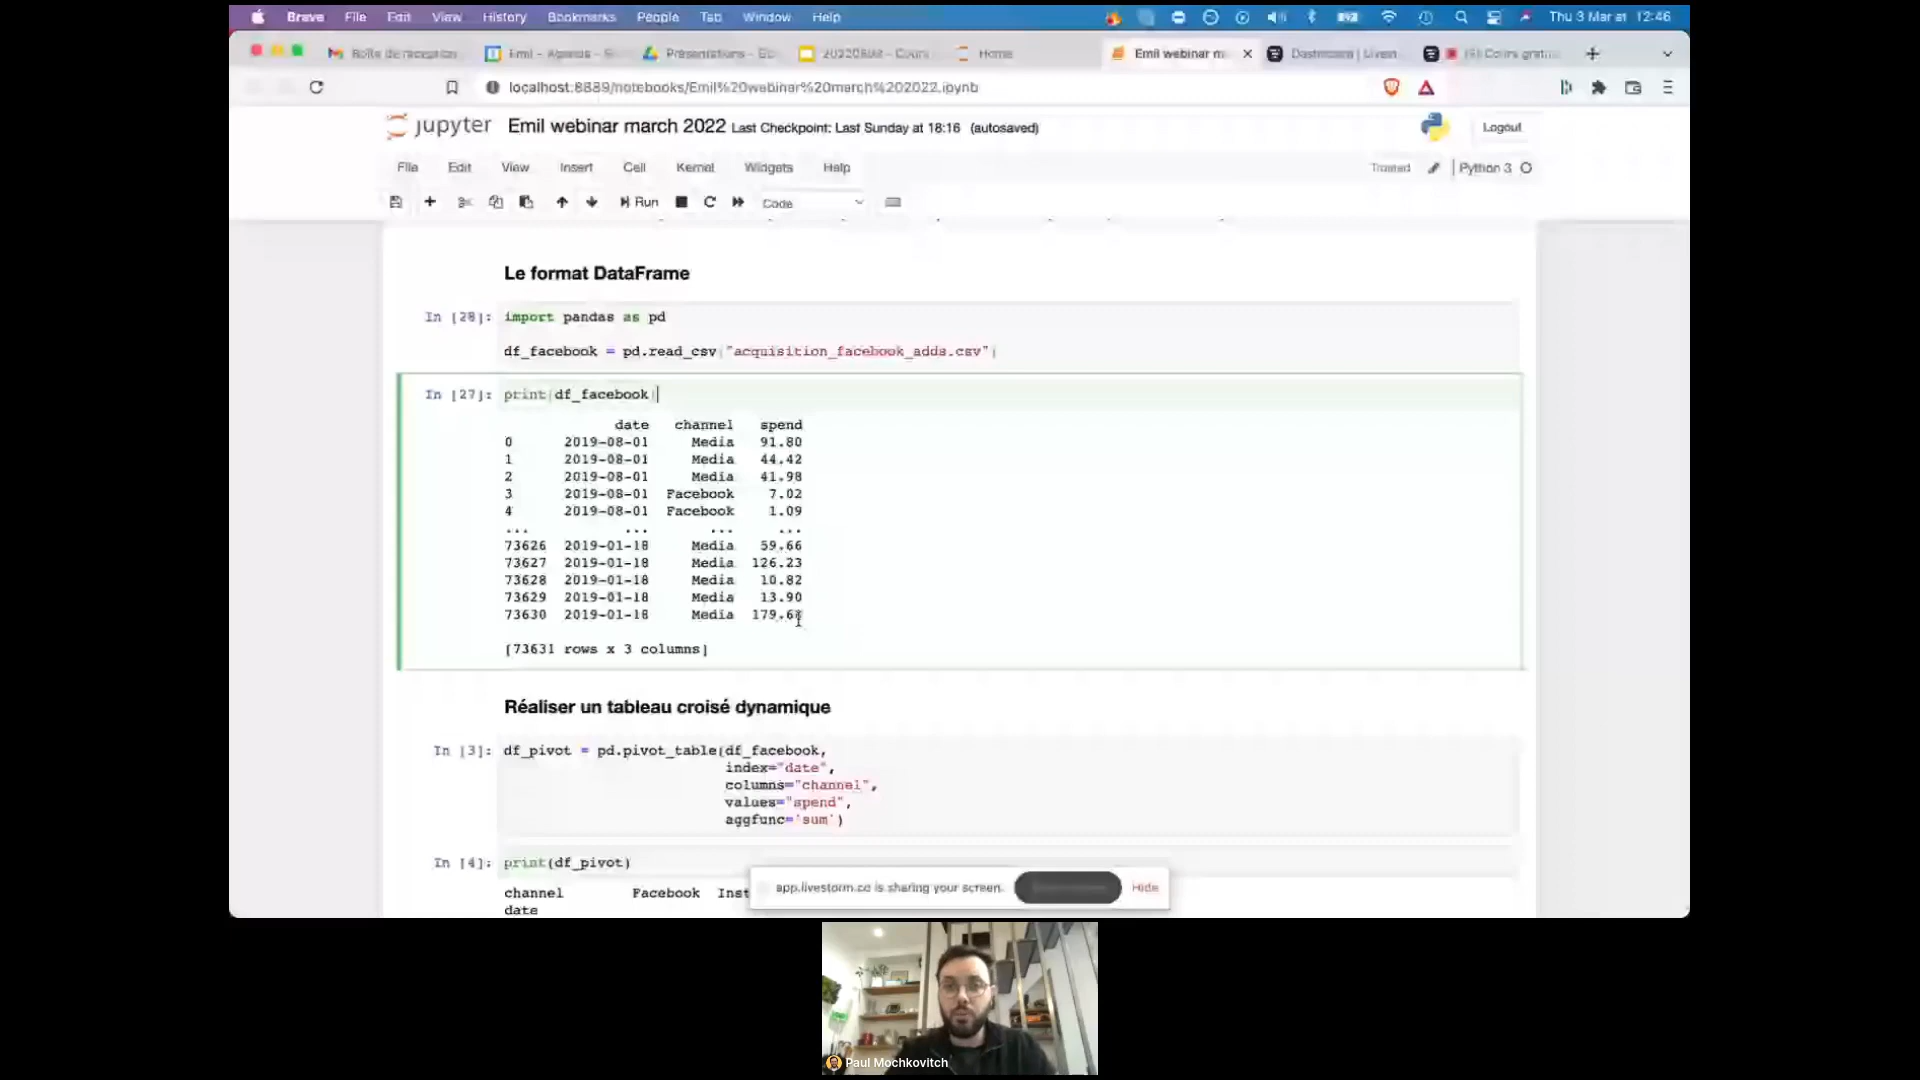 Brave File Edit View History Bookmarks People Tab Window Help Thu 3 Mar at 12:46
Boîte de réception Home Emil webinar m Dashboard | Livest (5) Cours grat
localhost:8889/notebooks/Emil%20webinar%20march%202022.ipynb
jupyter Emil webinar march 2022 Last Checkpoint: Last Sunday at 18:16 (autosaved) Logout
File Edit View Insert Cell Kernel Widgets Help Trusted Python 3
Run Code
Le format DataFrame
In [28]: import pandas as pd
df_facebook = pd.read_csv("acquisition_facebook_adds.csv")
In [27]: print(df_facebook)
date channel spend
0 2019-08-01 Media 91.80
1 2019-08-01 Media 44.42
2 2019-08-01 Media 41.98
3 2019-08-01 Facebook 7.02
4 2019-08-01 Facebook 1.09
... ... ... ...
73626 2019-01-18 Media 59.66
73627 2019-01-18 Media 126.23
73628 2019-01-18 Media 10.82
73629 2019-01-18 Media 13.90
73630 2019-01-18 Media
[73631 rows x 3 columns]
Réaliser un tableau croisé dynamique
In [3]: df_pivot = pd.pivot_table(df_facebook,
index="date",
columns="channel",
values="spend",
aggfunc='sum')
In [4]: print(df_pivot)
channel Facebook Inst
date
app.livestorm.co is sharing your screen. Hide
Paul Mochkovitch